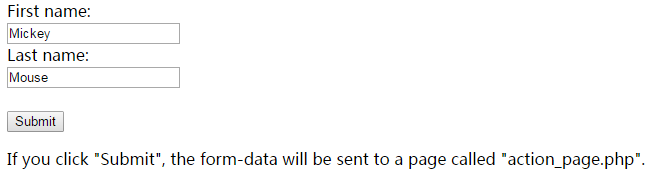 First name:
Mickey
Last name:
Mouse
Submit
If you click "Submit", the form-data will be sent to a page called "action_page.php".